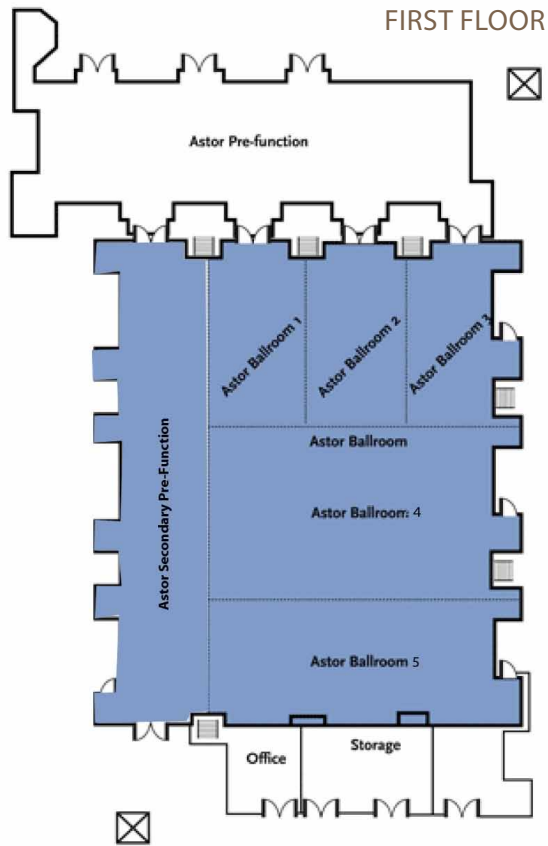 FIRST FLOOR
Astor Pre-function
Astor Ballroom 1
Astor Ballroom 2
Astor Ballroom 3
Astor Ballroom
Astor Secondary Pre-Function
Astor Ballroom 4
Astor Ballroom 5
Office
Storage